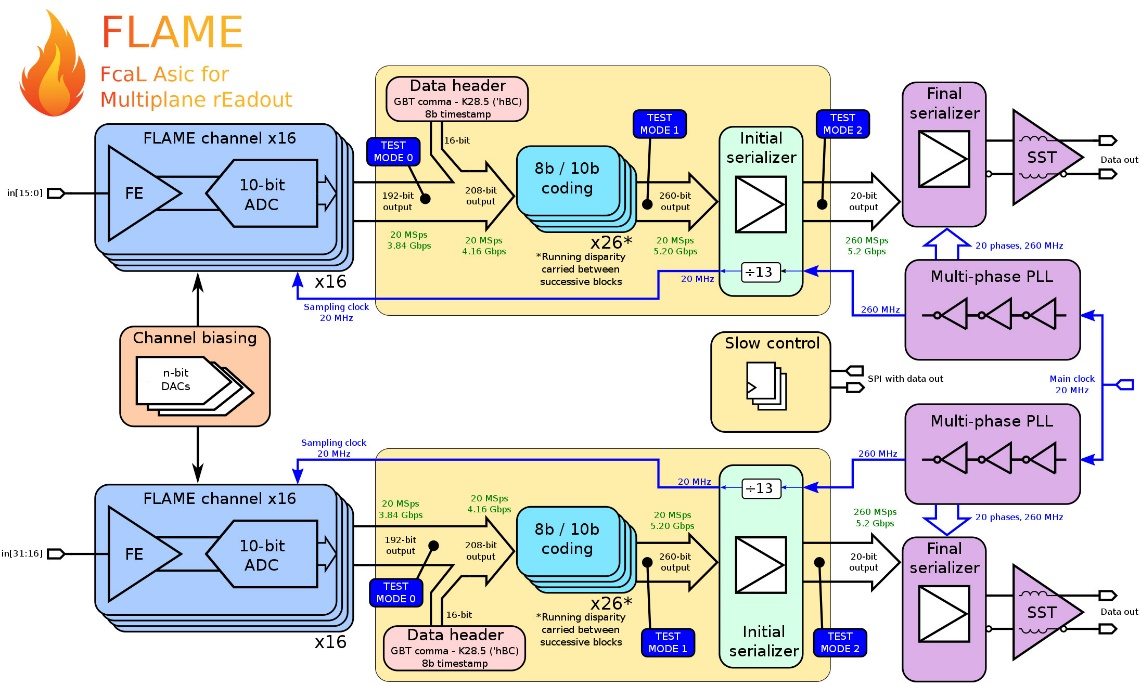 FLAME
FcaL Asic for
Multiplane rEadout
Data header
GBT comma - K28.5 ('hBC)
8b timestamp
16-bit
TEST
MODE 0
TEST
MODE 1
TEST
MODE 2
Final
serializer
SST
Data out
FLAME channel x16
FE
10-bit
ADC
in[15:0]
x16
192-bit
output
20 MSps
3.84 Gbps
208-bit
output
20 MSps
4.16 Gbps
8b / 10b
coding
x26*
*Running disparity
carried between
successive blocks
260-bit
output
20 MSps
5.20 Gbps
Initial
serializer
÷13
20-bit
output
260 MSps
5.2 Gbps
20 phases, 260 MHz
Multi-phase PLL
260 MHz
20 MHz
Sampling clock
20 MHz
Channel biasing
n-bit
DACs
Slow control
SPI with data out
Main clock
20 MHz
Multi-phase PLL
20 phases, 260 MHz
260 MHz
20 MHz
Sampling clock
20 MHz
FLAME channel x16
FE
10-bit
ADC
in[31:16]
x16
20 MSps
3.84 Gbps
192-bit
output
20 MSps
4.16 Gbps
208-bit
output
TEST
MODE 0
16-bit
Data header
GBT comma - K28.5 ('hBC)
8b timestamp
8b / 10b
coding
x26*
*Running disparity
carried between
successive blocks
20 MSps
5.20 Gbps
260-bit
output
TEST
MODE 1
÷13
Initial
serializer
260 MSps
5.2 Gbps
20-bit
output
TEST
MODE 2
Final
serializer
SST
Data out